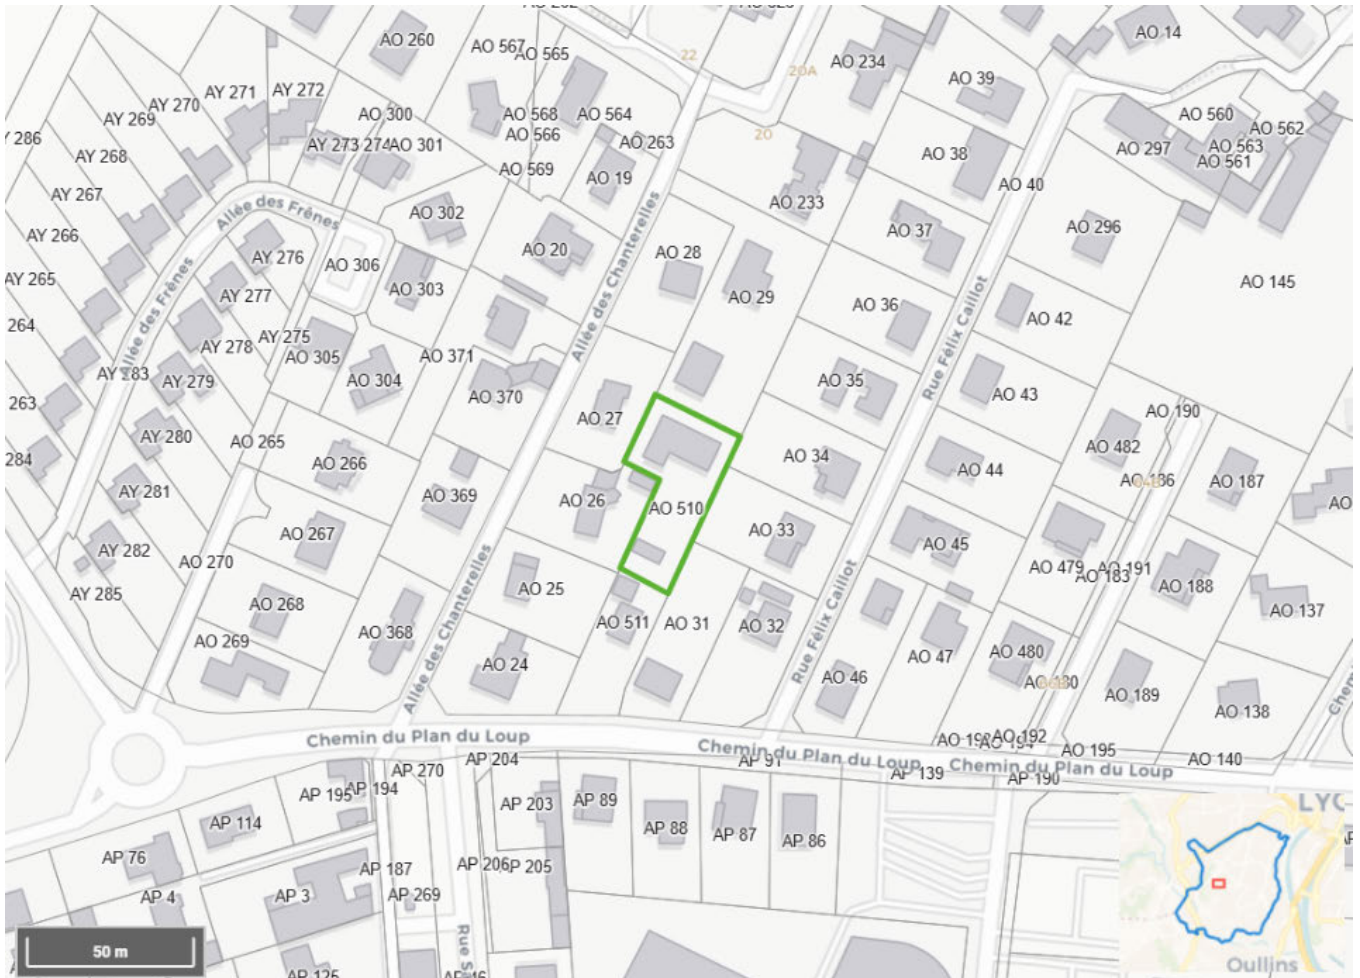 AO 260
AO 567
AO 565
22
20A
AO 234
AO 14
AO 39
AY 271
AY 272
AY 270
AY 269
AO 300
AO 568
AO 564
AO 566
AO 263
20
AO 560
AO 562
AO 563
AO 297
AO 561
Y 286
AY 268
AO 301
AO 569
AO 19
AO 38
AO 40
AY 267
Allée des Frênes
AO 302
AO 233
AY 266
AO 20
AO 28
AO 37
AO 296
AY 276
AO 306
AY 265
AO 303
AO 29
AO 145
AY 277
Allée des Frênes
Allée des Chanterelles
AO 36
Rue Félix Caillot
AO 42
264
AY 275
AY 278
AO 305
AO 371
AY 283
AY 279
AO 304
AO 370
AO 35
AO 43
263
AO 27
AO 190
AY 280
AO 265
AO 482
284
AO 266
AO 34
AO 44
AO 187
AY 281
AO 369
AO 26
AO 510
AO
AO 267
AO 33
AO 45
AY 282
AO 270
AO 479
AO 191
AO 183
AO 188
AY 285
AO 25
AO 268
Allée des Chanterelles
Rue Félix Caillot
AO 137
AO 269
AO 368
AO 511
AO 31
AO 32
AO 24
AO 47
AO 480
AO 46
AO 189
AO 138
Chemin du Plan du Loup
Chemin du Plan du Loup
Chemin du Plan du Loup
AO 192
AO 195
AO 140
AP 204
AP 91
AP 139
AP 190
AP 270
AP 194
AP 195
AP 203
AP 89
AP 114
AP 88
AP 87
AP 86
AP 76
AP 187
AP 206
AP 205
AP 4
AP 3
AP 269
50 m
AP 125
Oullins